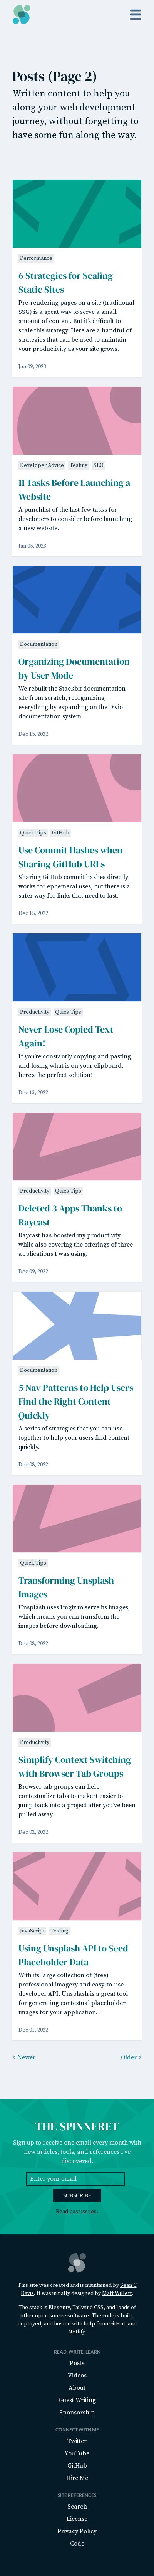 Posts (Page 2)
Written content to help you
along your web development
journey, without forgetting to
have some fun along the way.
Performance
6 Strategies for Scaling
Static Sites
Pre-rendering pages on a site (traditional
SSG) is a great way to serve a small
amount of content. But it's difficult to
scale this strategy. Here are a handful of
strategies that can be used to maintain
your productivity as your site grows.
Jan 09, 2023
Developer Advice Testing SEO
11 Tasks Before Launching a
Website
A punchlist of the last few tasks for
developers to consider before launching
a new website.
Jan 05, 2023
Documentation
Organizing Documentation
by User Mode
We rebuilt the Stackbit documentation
site from scratch, reorganizing
everything by expanding on the Divio
documentation system.
Dec 15, 2022
Quick Tips GitHub
Use Commit Hashes when
Sharing GitHub URLs
Sharing GitHub commit hashes directly
works for ephemeral uses, but there is a
safer way for links that need to last.
Dec 15, 2022
Productivity Quick Tips
Never Lose Copied Text
Again!
If you're constantly copying and pasting
and losing what is on your clipboard,
here's the perfect solution!
Dec 13, 2022
Productivity Quick Tips
Deleted 3 Apps Thanks to
Raycast
Raycast has boosted my productivity
while also covering the offerings of three
applications I was using.
Dec 09, 2022
Documentation
5 Nav Patterns to Help Users
Find the Right Content
Quickly
A series of strategies that you can use
together to help your users find content
quickly.
Dec 08, 2022
Quick Tips
Transforming Unsplash
Images
Unsplash uses Imgix to serve its images,
which means you can transform the
images before downloading.
Dec 08, 2022
Productivity
Simplify Context Switching
with Browser Tab Groups
Browser tab groups can help
contextualize tabs to make it easier to
jump back into a project after you've been
pulled away.
Dec 02, 2022
JavaScript Testing
Using Unsplash API to Seed
Placeholder Data
With its large collection of (free)
professional imagery and easy-to-use
developer API, Unsplash is a great tool
for generating contextual placeholder
images for your application.
Dec 01, 2022
< Newer
Older >
THE SPINNERET
Sign up to receive one email every month with
new articles, tools, and references I've
discovered.
Enter your email
SUBSCRIBE
Read past issues.
This site was created and is maintained by Sean C
Davis. It was initially designed by Matt Willett.
The stack is Eleventy, Tailwind CSS, and loads of
other open source software. The code is built,
deployed, and hosted with help from GitHub and
Netlify.
READ, WRITE, LEARN
Posts
Videos
About
Guest Writing
Sponsorship
CONNECT WITH ME
Twitter
YouTube
GitHub
Hire Me
SITE REFERENCES
Search
License
Privacy Policy
Code